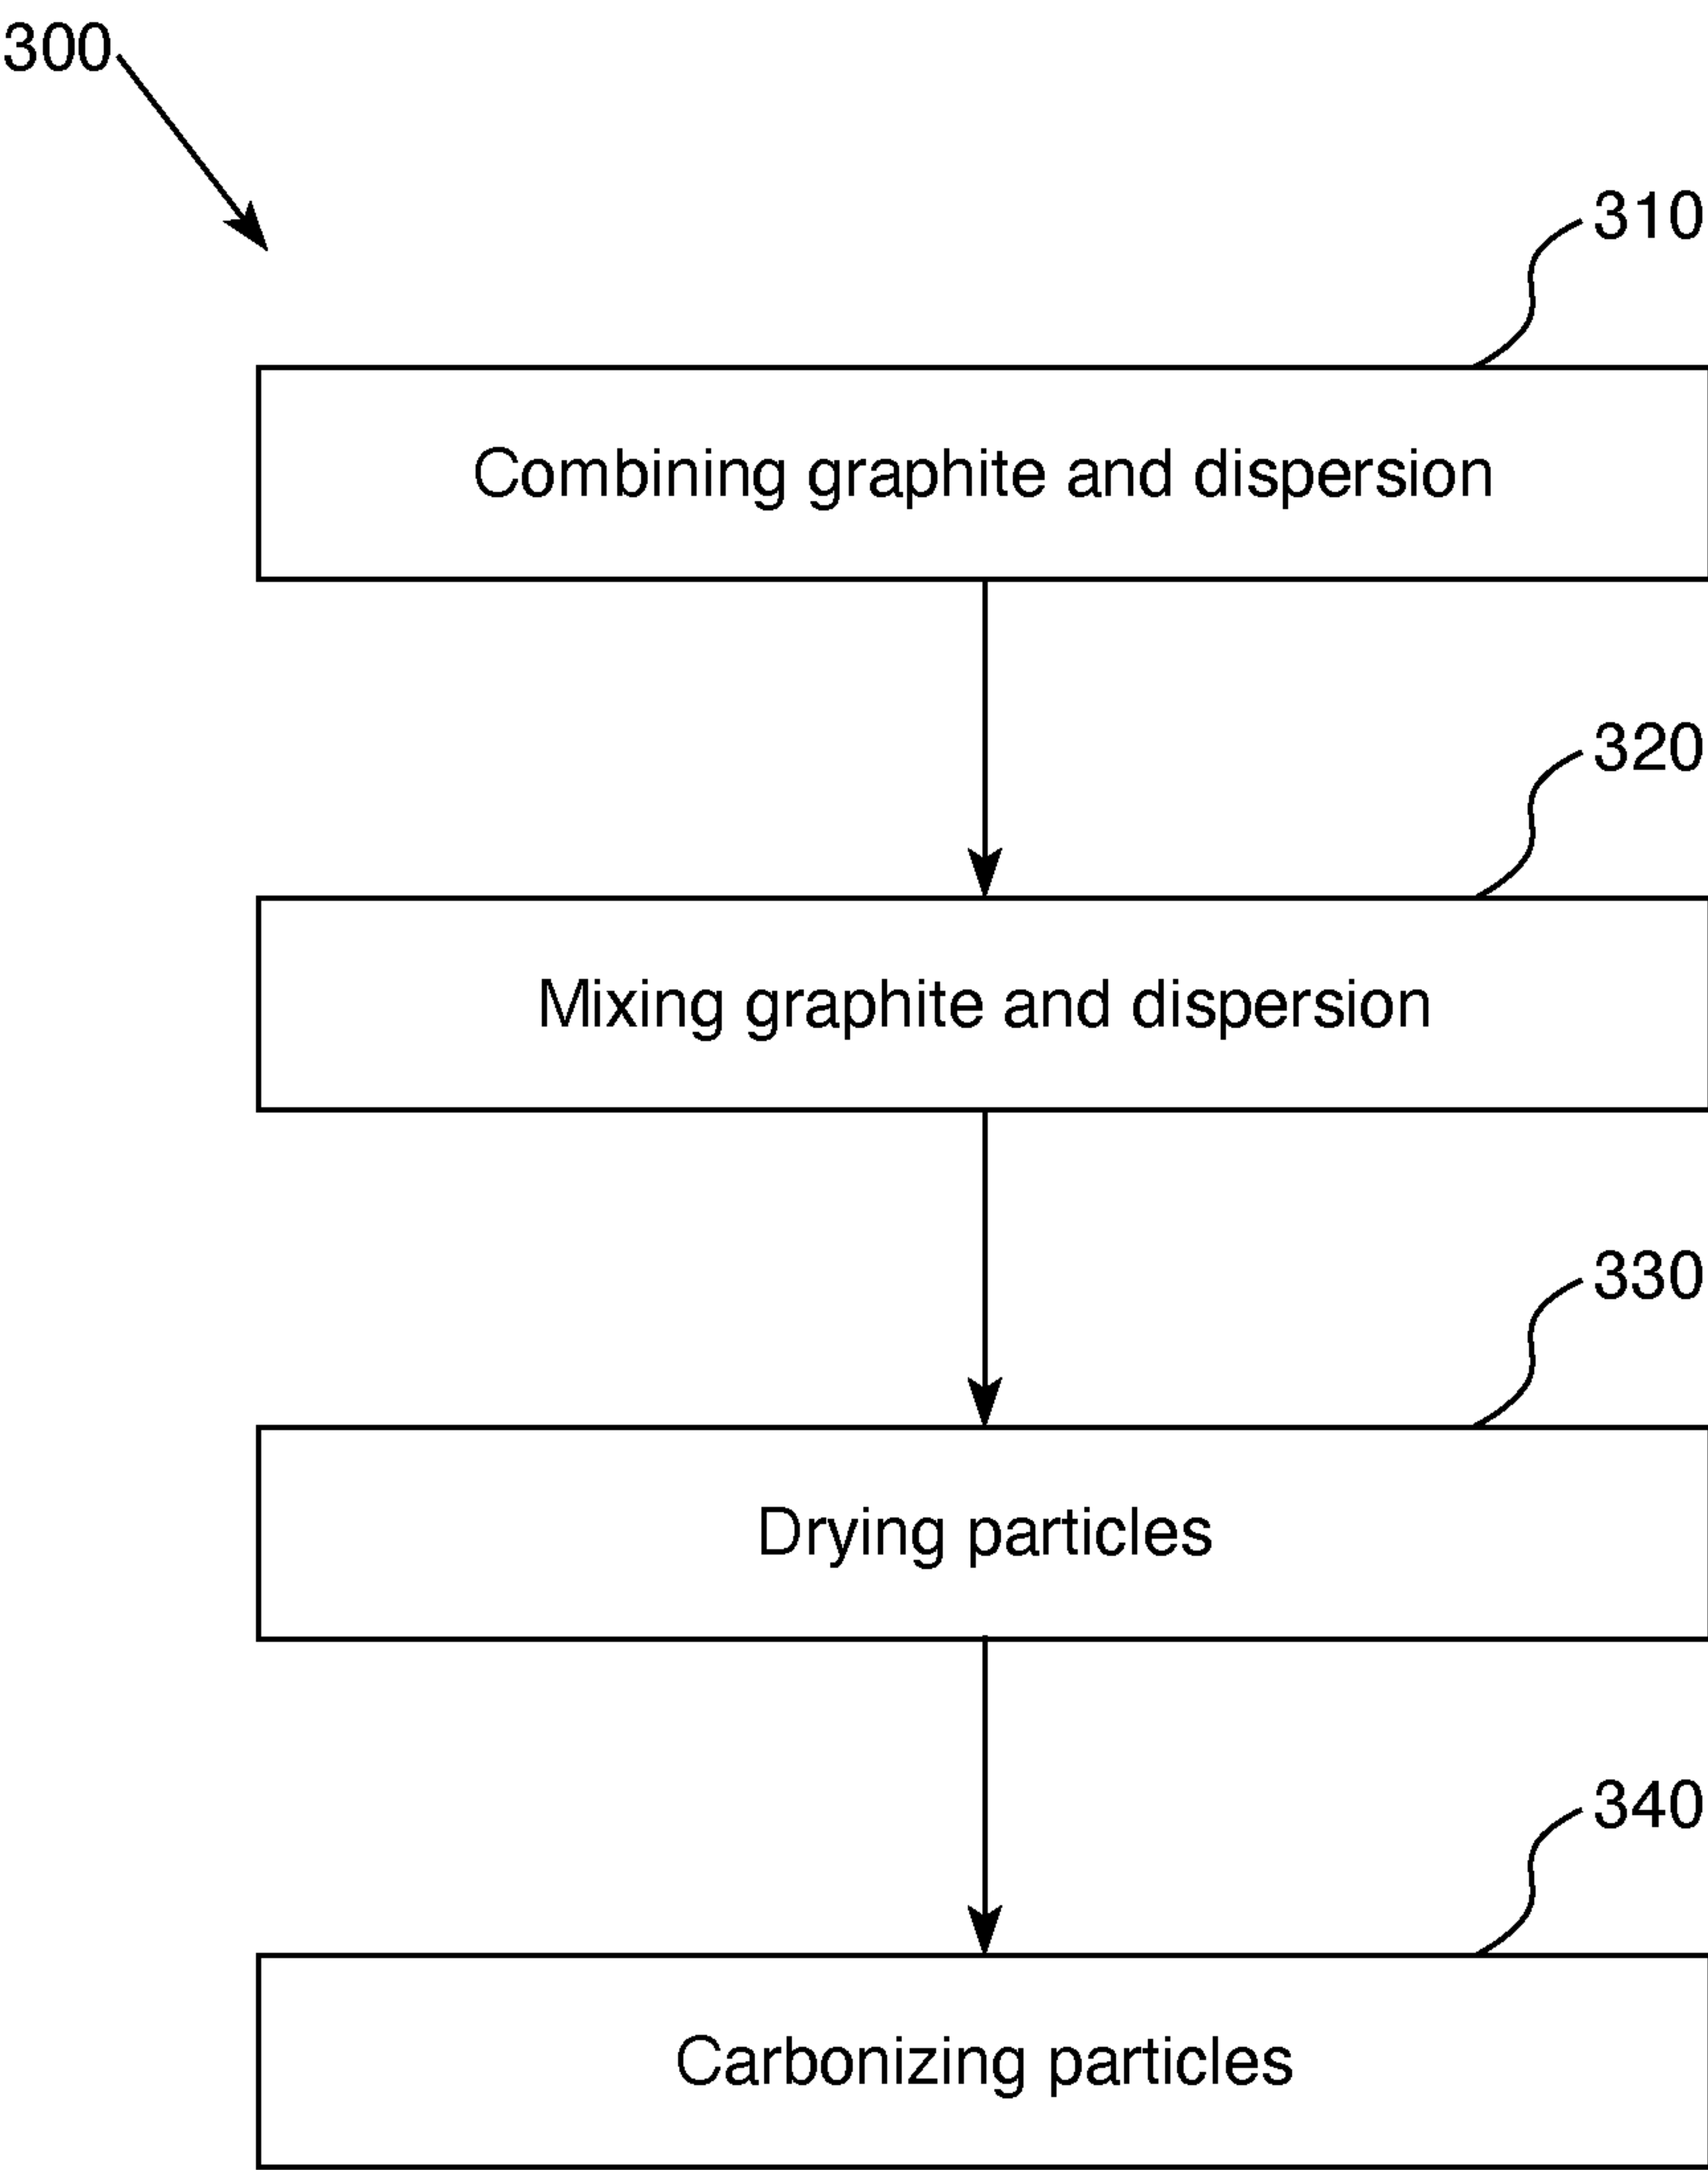 300
310
Combining graphite and dispersion
320
Mixing graphite and dispersion
330
Drying particles
340
Carbonizing particles